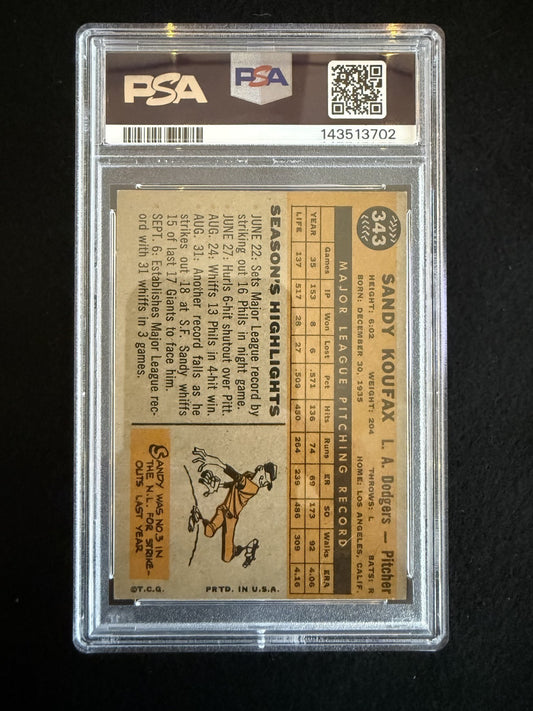 PSA
PSA
143513702
343
SANDY KOUFAX L. A. Dodgers — Pitcher
HEIGHT: 6:02 WEIGHT: 204 THROWS: L BATS: R
BORN: DECEMBER 30, 1935 HOME: LOS ANGELES, CALIF.
MAJOR LEAGUE PITCHING RECORD
Games IP Won Lost Pct Hits Runs ER SO Walks ERA
YEAR 35 153 8 6 .571 136 74 69 173 92 4.06
LIFE 137 517 28 27 .509 450 264 239 486 309 4.16
SEASON'S HIGHLIGHTS
JUNE 22: Sets Major League record by
striking out 16 Phils in night game.
JUNE 27: Hurls 6-hit shutout over Pitt.
AUG. 24: Whiffs 13 Phils in 4-hit win.
AUG. 31: Another record falls as the
strikes out 18 at S.F. Sandy whiffs
15 of last 17 Giants to face him.
SEPT. 6: Establishes Major League rec-
ord with 31 whiffs in 3 games.
SANDY WAS NO.3 IN
THE N.L. FOR STRIKE-
OUTS LAST YEAR
©T.C.G. PRTD. IN U.S.A.